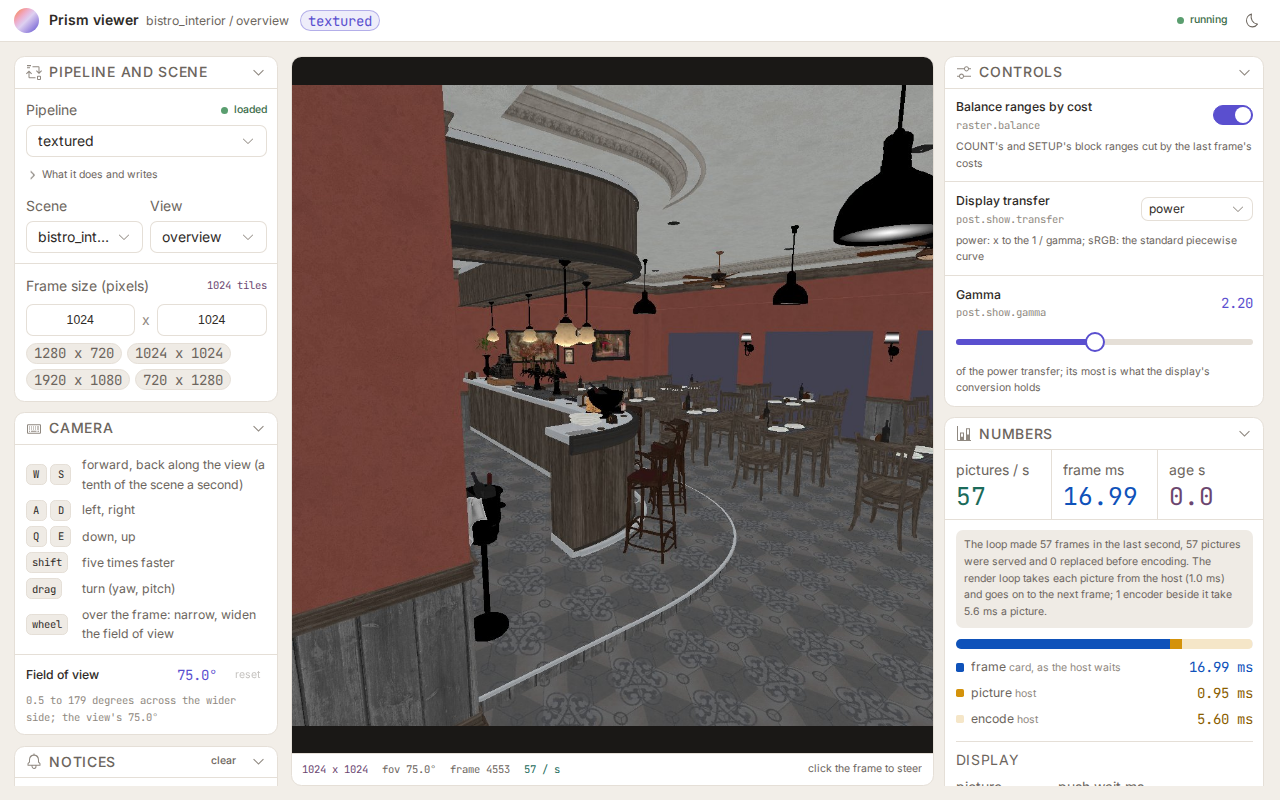 Prism viewer bistro_interior / overview textured
running
PIPELINE AND SCENE
Pipeline loaded
textured
What it does and writes
Scene View
bistro_int... overview
Frame size (pixels) 1024 tiles
1024 x 1024
1280 x 720 1024 x 1024
1920 x 1080 720 x 1280
CAMERA
W S forward, back along the view (a
tenth of the scene a second)
A D left, right
Q E down, up
shift five times faster
drag turn (yaw, pitch)
wheel over the frame: narrow, widen
the field of view
Field of view 75.0° reset
0.5 to 179 degrees across the wider
side; the view's 75.0°
NOTICES clear
1024 x 1024 fov 75.0° frame 4553 57 / s click the frame to steer
CONTROLS
Balance ranges by cost
raster.balance
COUNT's and SETUP's block ranges cut by the last frame's
costs
Display transfer
post.show.transfer
power
power: x to the 1 / gamma; sRGB: the standard piecewise
curve
Gamma
post.show.gamma
2.20
of the power transfer; its most is what the display's
conversion holds
NUMBERS
pictures / s frame ms age s
57 16.99 0.0
The loop made 57 frames in the last second, 57 pictures
were served and 0 replaced before encoding. The
render loop takes each picture from the host (1.0 ms)
and goes on to the next frame; 1 encoder beside it take
5.6 ms a picture.
frame card, as the host waits 16.99 ms
picture host 0.95 ms
encode host 5.60 ms
DISPLAY
picture push wait ms